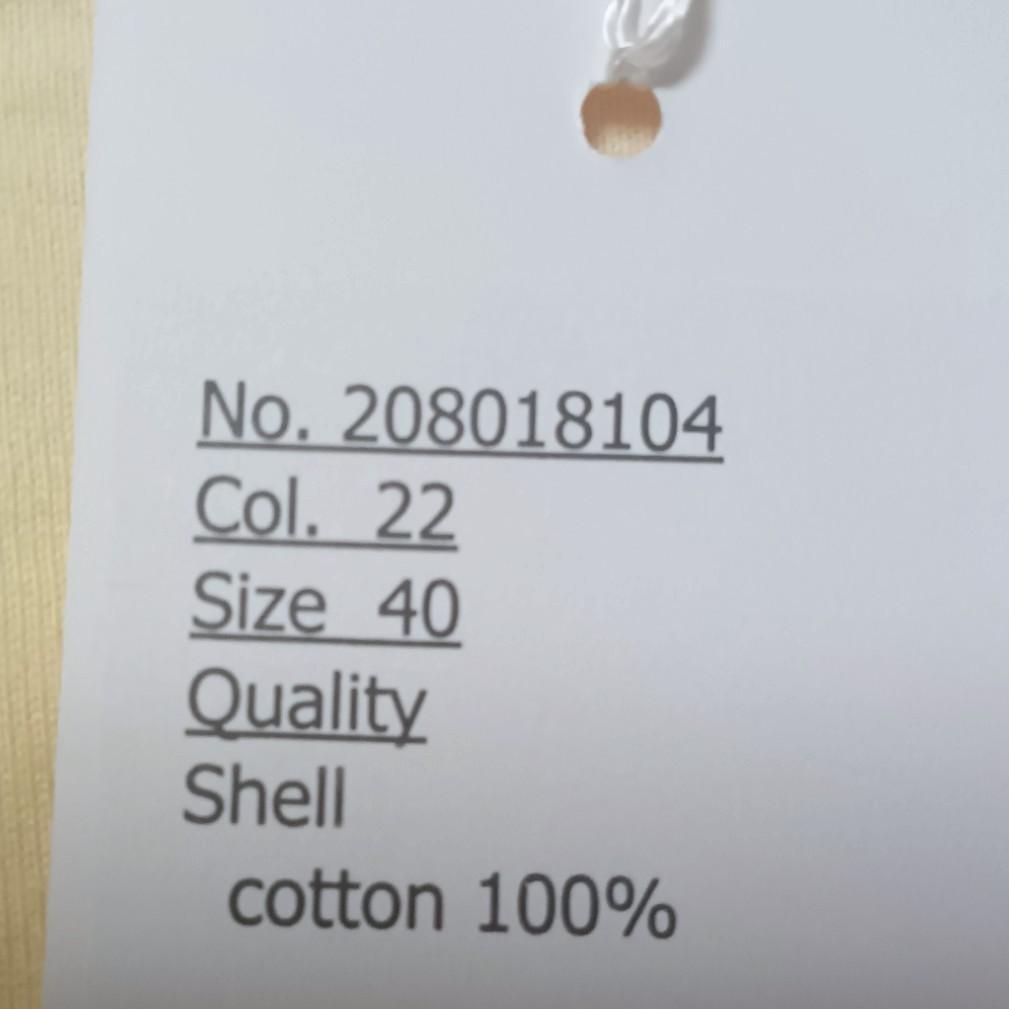 No. 208018104
Col. 22
Size 40
Quality
Shell
cotton 100%